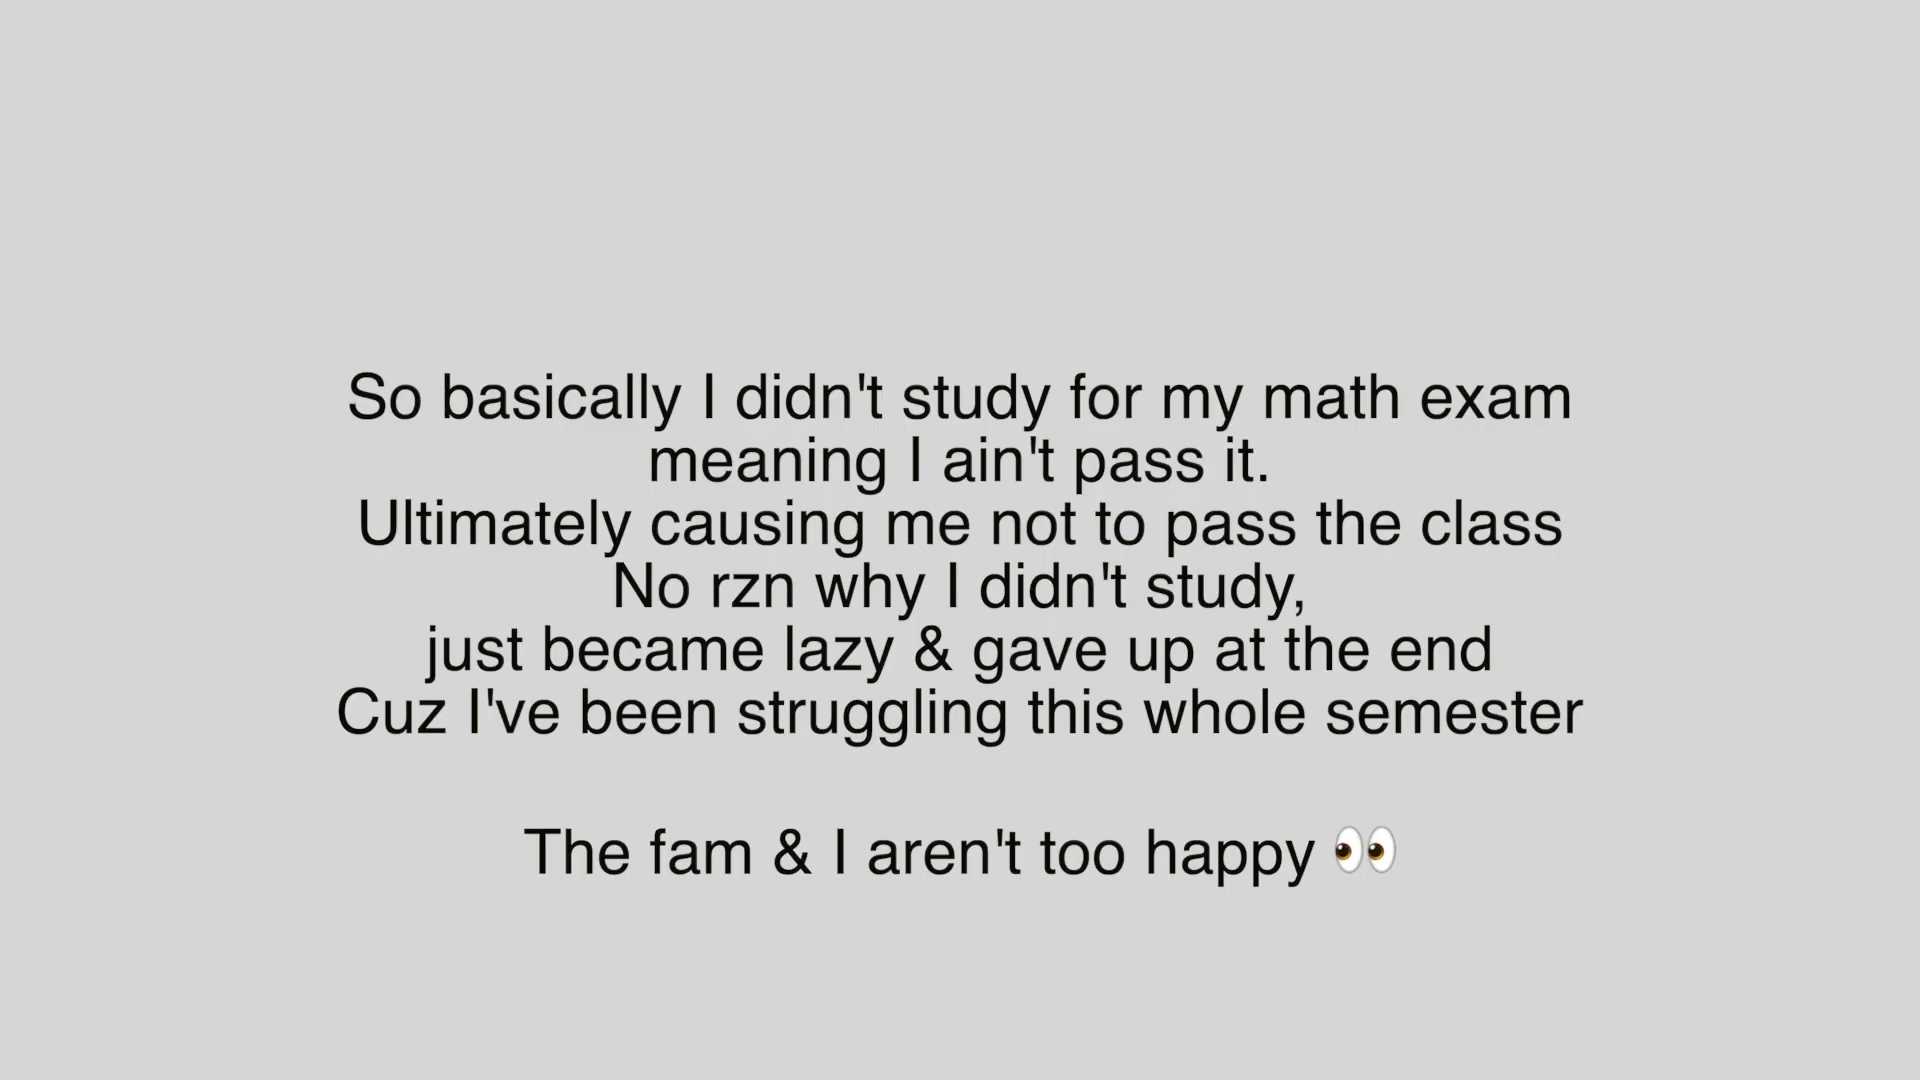 So basically I didn't study for my math exam
meaning I ain't pass it.
Ultimately causing me not to pass the class
No rzn why I didn't study,
just became lazy & gave up at the end
Cuz I've been struggling this whole semester
The fam & I aren't too happy 👀